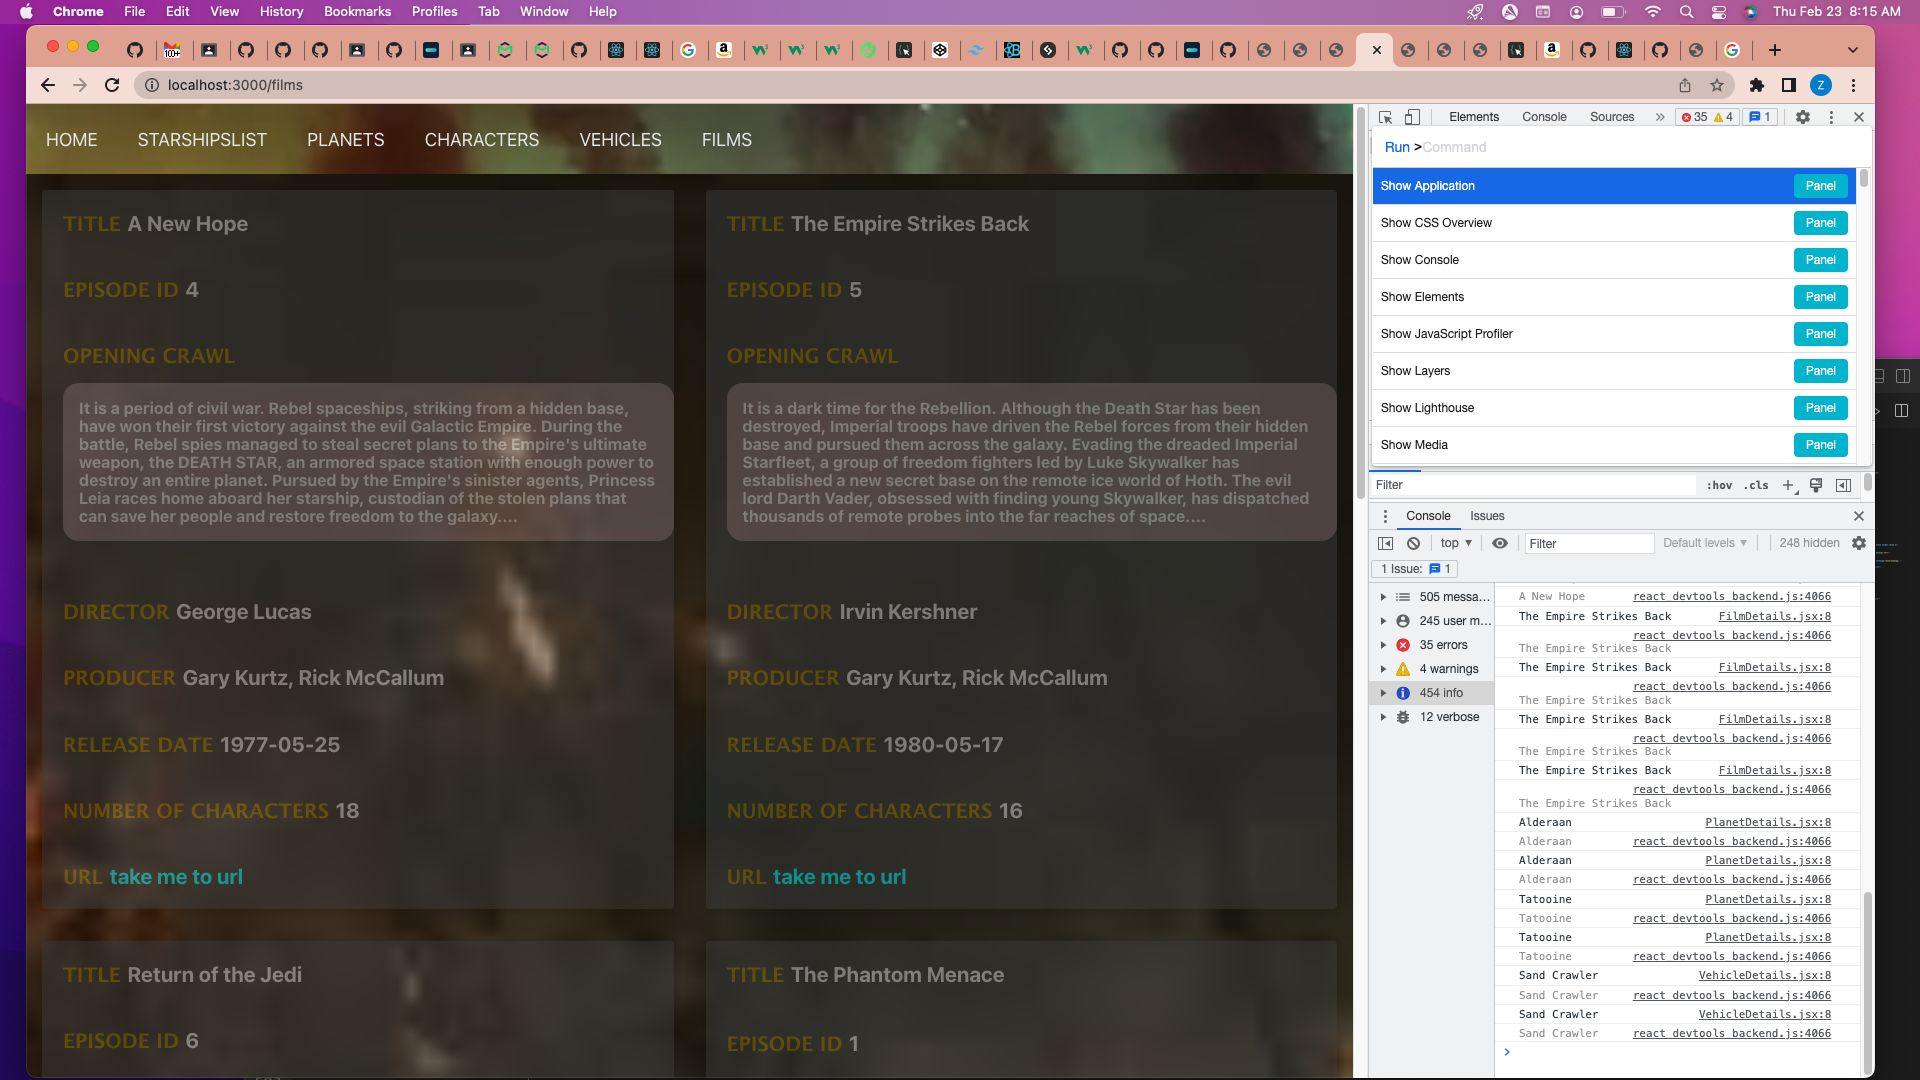 Chrome File Edit View History Bookmarks Profiles Tab Window Help Thu Feb 23 8:15 AM
100+
localhost:3000/films
Z
HOME STARSHIPSLIST PLANETS CHARACTERS VEHICLES FILMS
TITLE A New Hope
EPISODE ID 4
OPENING CRAWL
It is a period of civil war. Rebel spaceships, striking from a hidden base,
have won their first victory against the evil Galactic Empire. During the
battle, Rebel spies managed to steal secret plans to the Empire's ultimate
weapon, the DEATH STAR, an armored space station with enough power to
destroy an entire planet. Pursued by the Empire's sinister agents, Princess
Leia races home aboard her starship, custodian of the stolen plans that
can save her people and restore freedom to the galaxy....
DIRECTOR George Lucas
PRODUCER Gary Kurtz, Rick McCallum
RELEASE DATE 1977-05-25
NUMBER OF CHARACTERS 18
URL take me to url
TITLE The Empire Strikes Back
EPISODE ID 5
OPENING CRAWL
It is a dark time for the Rebellion. Although the Death Star has been
destroyed, Imperial troops have driven the Rebel forces from their hidden
base and pursued them across the galaxy. Evading the dreaded Imperial
Starfleet, a group of freedom fighters led by Luke Skywalker has
established a new secret base on the remote ice world of Hoth. The evil
lord Darth Vader, obsessed with finding young Skywalker, has dispatched
thousands of remote probes into the far reaches of space....
DIRECTOR Irvin Kershner
PRODUCER Gary Kurtz, Rick McCallum
RELEASE DATE 1980-05-17
NUMBER OF CHARACTERS 16
URL take me to url
TITLE Return of the Jedi
EPISODE ID 6
TITLE The Phantom Menace
EPISODE ID 1
Elements Console Sources » 35 4 1
Run >Command
Show Application Panel
Show CSS Overview Panel
Show Console Panel
Show Elements Panel
Show JavaScript Profiler Panel
Show Layers Panel
Show Lighthouse Panel
Show Media Panel
Filter :hov .cls +
Console Issues
top Filter Default levels 248 hidden
1 Issue: 1
505 messa...
245 user m...
35 errors
4 warnings
454 info
12 verbose
A New Hope react_devtools_backend.js:4066
The Empire Strikes Back FilmDetails.jsx:8
react_devtools_backend.js:4066
The Empire Strikes Back
The Empire Strikes Back FilmDetails.jsx:8
react_devtools_backend.js:4066
The Empire Strikes Back
The Empire Strikes Back FilmDetails.jsx:8
react_devtools_backend.js:4066
The Empire Strikes Back
The Empire Strikes Back FilmDetails.jsx:8
react_devtools_backend.js:4066
The Empire Strikes Back
Alderaan PlanetDetails.jsx:8
Alderaan react_devtools_backend.js:4066
Alderaan PlanetDetails.jsx:8
Alderaan react_devtools_backend.js:4066
Tatooine PlanetDetails.jsx:8
Tatooine react_devtools_backend.js:4066
Tatooine PlanetDetails.jsx:8
Tatooine react_devtools_backend.js:4066
Sand Crawler VehicleDetails.jsx:8
Sand Crawler react_devtools_backend.js:4066
Sand Crawler VehicleDetails.jsx:8
Sand Crawler react_devtools_backend.js:4066